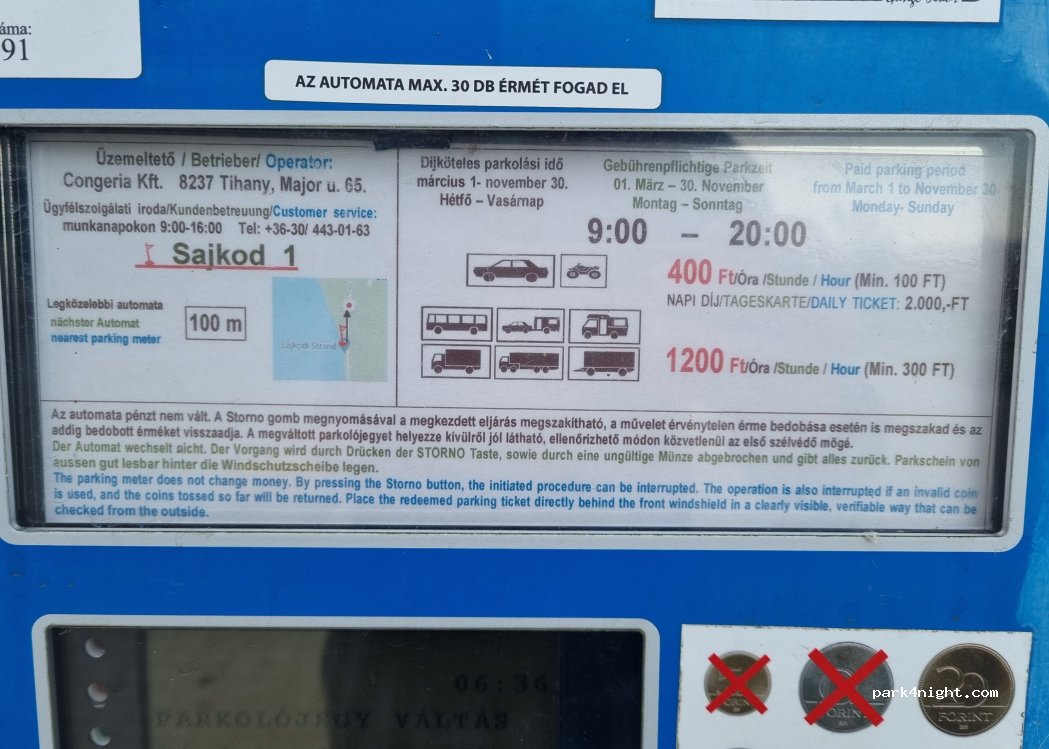 áma:
91
AZ AUTOMATA MAX. 30 DB ÉRMÉT FOGAD EL
Üzemeltető / Betrieber/ Operator:
Congeria Kft. 8237 Tihany, Major u. 65.
Ügyfélszolgálati iroda/Kundenbetreuung/Customer service:
munkanapokon 9:00-16:00 Tel: +36-30/ 443-01-63
Sajkod 1
Legközelebbi automata
nächster Automat
nearest parking meter
100 m
Sajkodi Strand
Díjköteles parkolási idő
március 1- november 30.
Hétfő – Vasárnap
Gebührenpflichtige Parkzeit
01. März – 30. November
Montag – Sonntag
Paid parking period
from March 1 to November 30
Monday- Sunday
9:00 – 20:00
400 Ft/Óra /Stunde / Hour (Min. 100 FT)
NAPI DÍJ/TAGESKARTE/DAILY TICKET: 2.000,-FT
1200 Ft/Óra /Stunde / Hour (Min. 300 FT)
Az automata pénzt nem vált. A Storno gomb megnyomásával a megkezdett eljárás megszakítható, a művelet érvénytelen érme bedobása esetén is megszakad és az
addig bedobott érméket visszaadja. A megváltott parkolójegyet helyezze kívülről jól látható, ellenőrizhető módon közvetlenül az első szélvédő mögé.
Der Automat wechselt nicht. Der Vorgang wird durch Drücken der STORNO Taste, sowie durch eine ungültige Münze abgebrochen und gibt alles zurück. Parkschein von
aussen gut lesbar hinter die Windschutzscheibe legen.
The parking meter does not change money. By pressing the Storno button, the initiated procedure can be interrupted. The operation is also interrupted if an invalid coin
is used, and the coins tossed so far will be returned. Place the redeemed parking ticket directly behind the front windshield in a clearly visible, verifiable way that can be
checked from the outside.
06:36
PARKOLÓJEGY VÁLTÁS
FORINT
FORINT
20
FORINT
park4night.com